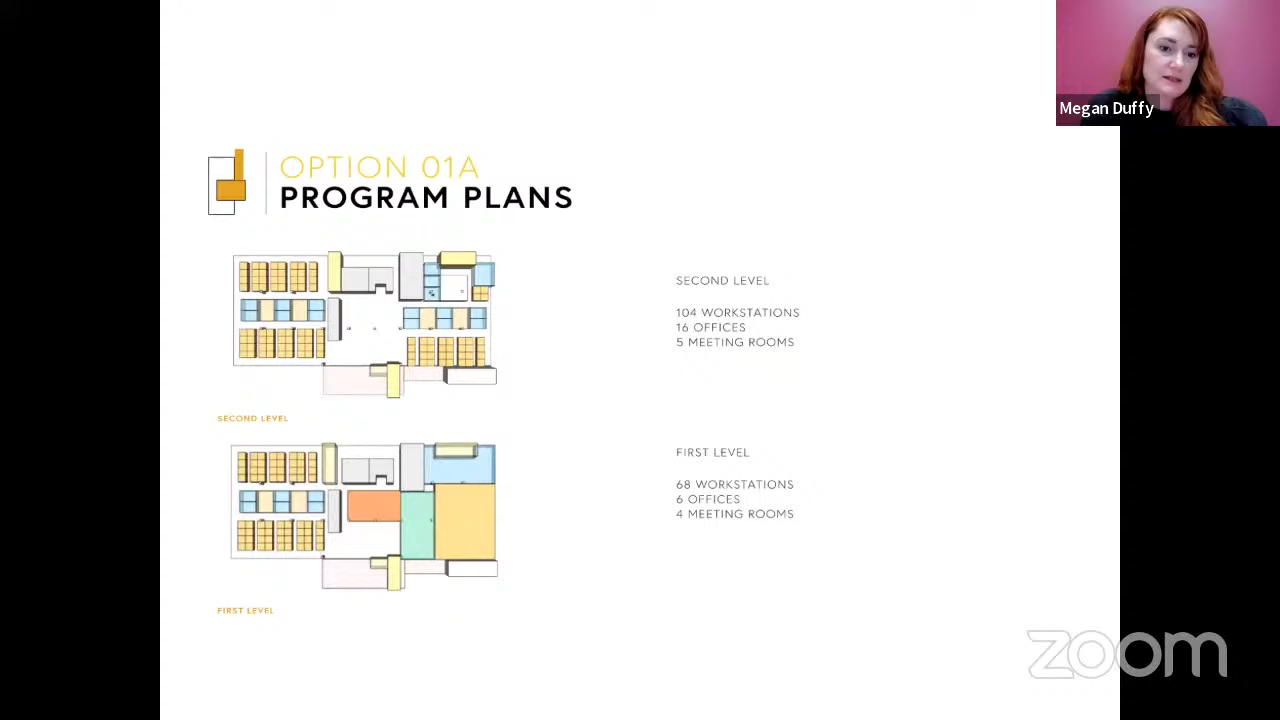 Megan Duffy
OPTION 01A
PROGRAM PLANS
SECOND LEVEL
104 WORKSTATIONS
16 OFFICES
5 MEETING ROOMS
SECOND LEVEL
FIRST LEVEL
68 WORKSTATIONS
6 OFFICES
4 MEETING ROOMS
FIRST LEVEL
zoom